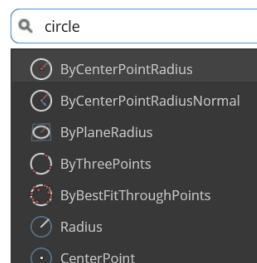 circle
ByCenterPointRadius
ByCenterPointRadiusNormal
ByPlaneRadius
ByThreePoints
ByBestFitThroughPoints
Radius
CenterPoint